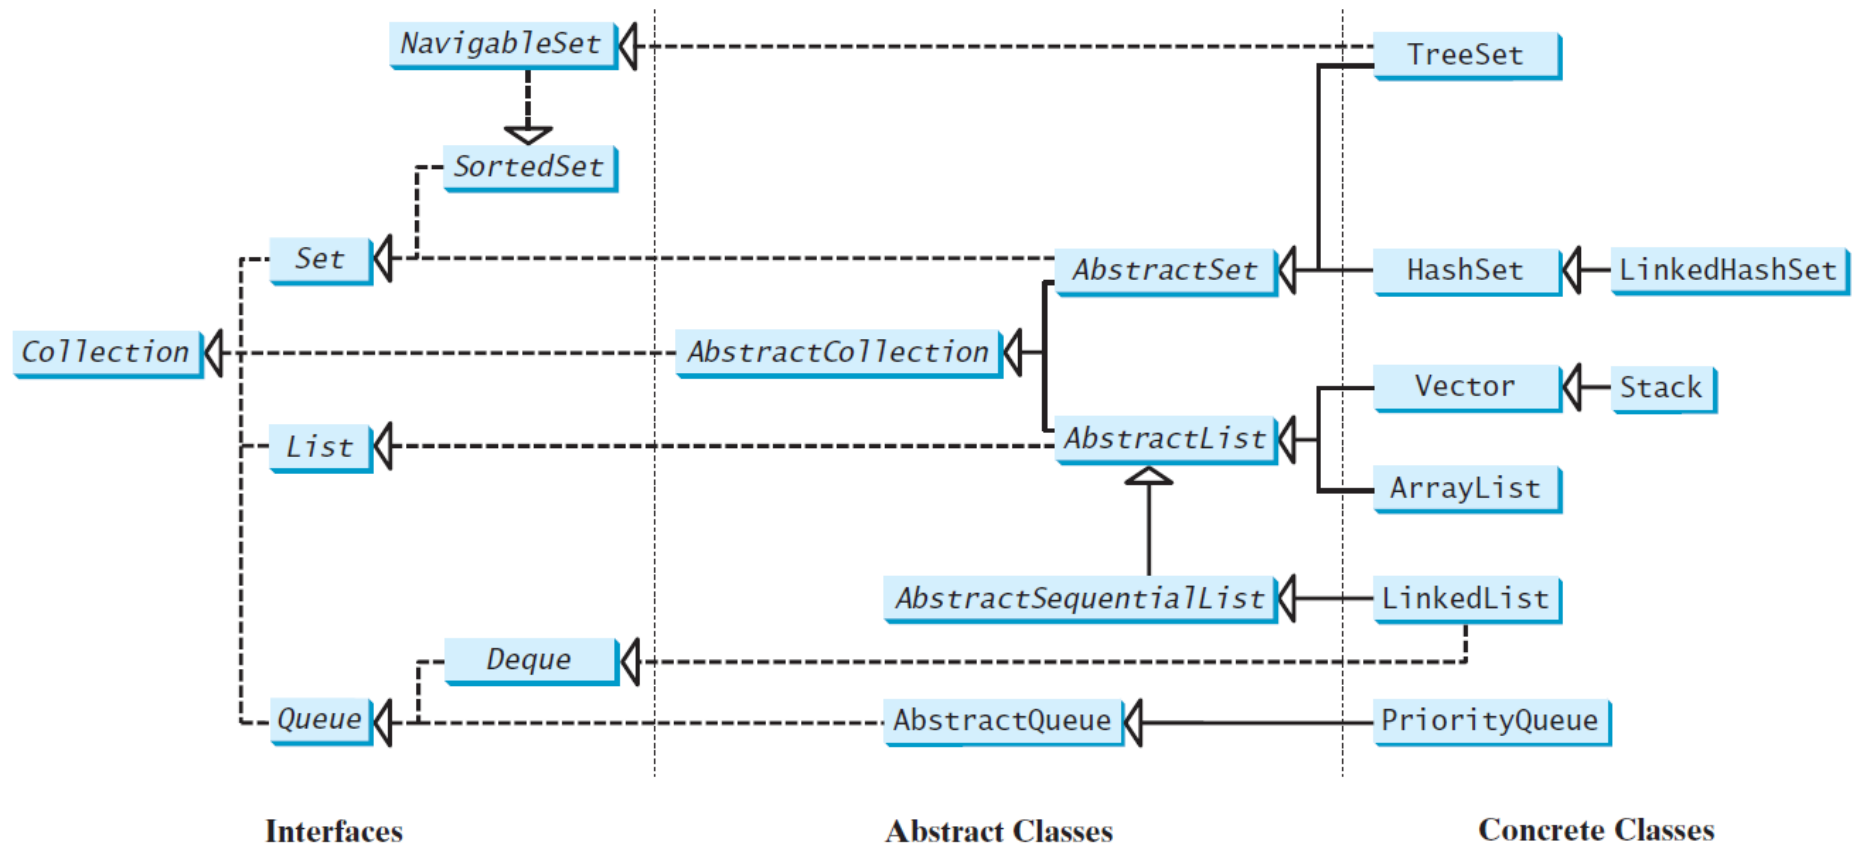 NavigableSet
TreeSet
SortedSet
Set
AbstractSet
HashSet
LinkedHashSet
Collection
AbstractCollection
Vector
Stack
List
AbstractList
ArrayList
AbstractSequentialList
LinkedList
Deque
Queue
AbstractQueue
PriorityQueue
Interfaces
Abstract Classes
Concrete Classes